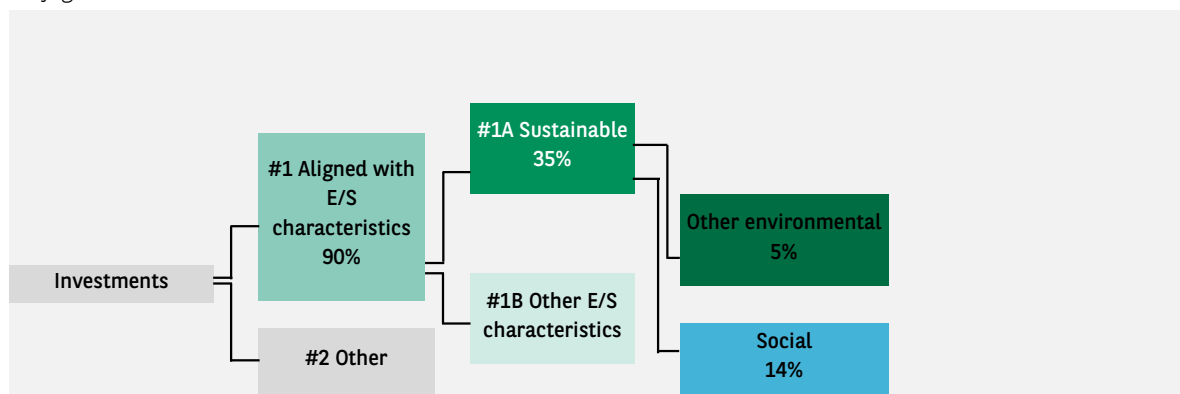 #1A Sustainable
35%
#1 Aligned with
E/S
characteristics
90%
Other environmental
5%
Investments
#1B Other E/S
characteristics
#2 Other
Social
14%